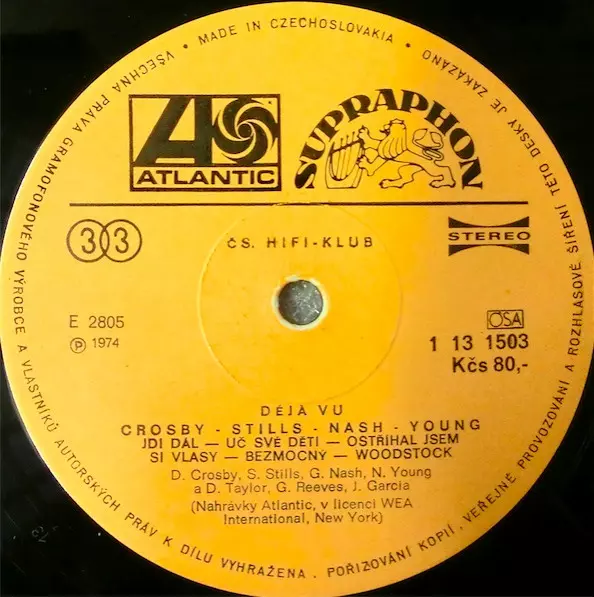 VŠECHNA PRÁVA GRAMOFONOVÉHO VÝROBCE A VLASTNÍKŮ AUTORSKÝCH PRÁV K DÍLU VYHRAŽENA. POŘIZOVÁNÍ KOPIÍ, VEŘEJNÉ PROVOZOVÁNÍ A ROZHLASOVÉ ŠÍŘENÍ TÉTO DESKY JE ZAKÁZÁNO • MADE IN CZECHOSLOVAKIA •
ATLANTIC
SUPRAPHON
33
ČS. HIFI-KLUB
STEREO
E 2805
℗ 1974
OSA
1 13 1503
Kčs 80,-
DÉJÀ VU
CROSBY - STILLS - NASH - YOUNG
JDI DÁL — UČ SVÉ DĚTI — OSTŘÍHAL JSEM
SI VLASY — BEZMOCNÝ — WOODSTOCK
D. Crosby, S. Stills, G. Nash, N. Young
a D. Taylor, G. Reeves, J. Garcia
(Nahrávky Atlantic, v licenci WEA
International, New York)